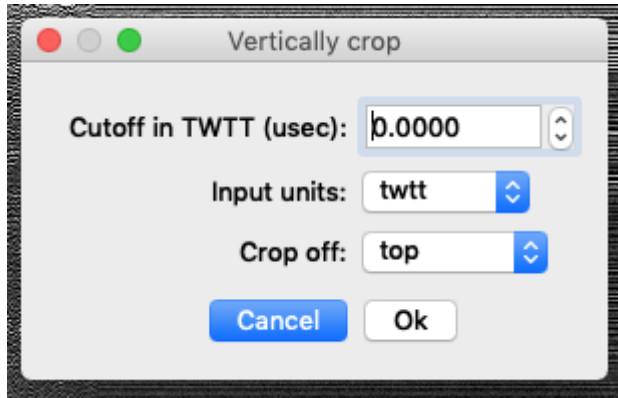 Vertically crop
Cutoff in TWTT (usec): 0.0000
Input units: twtt
Crop off: top
Cancel Ok